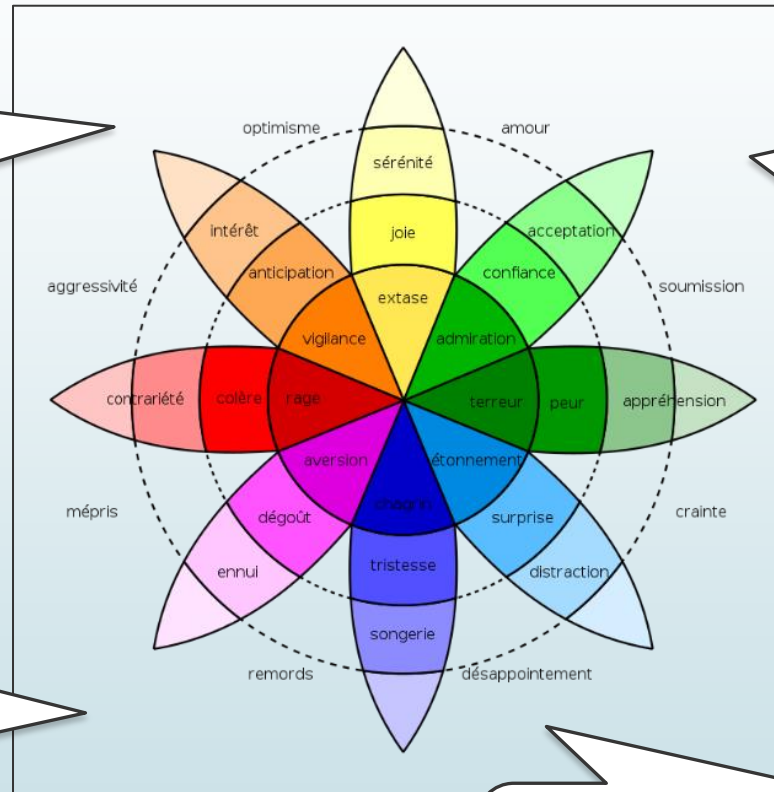 optimisme
amour
sérénité
intérêt
acceptation
joie
anticipation
confiance
aggressivité
soumission
extase
vigilance
admiration
contrariété
colère
rage
terreur
peur
appréhension
aversion
étonnement
chagrin
mépris
dégoût
surprise
crainte
tristesse
ennui
distraction
songerie
remords
désappointement